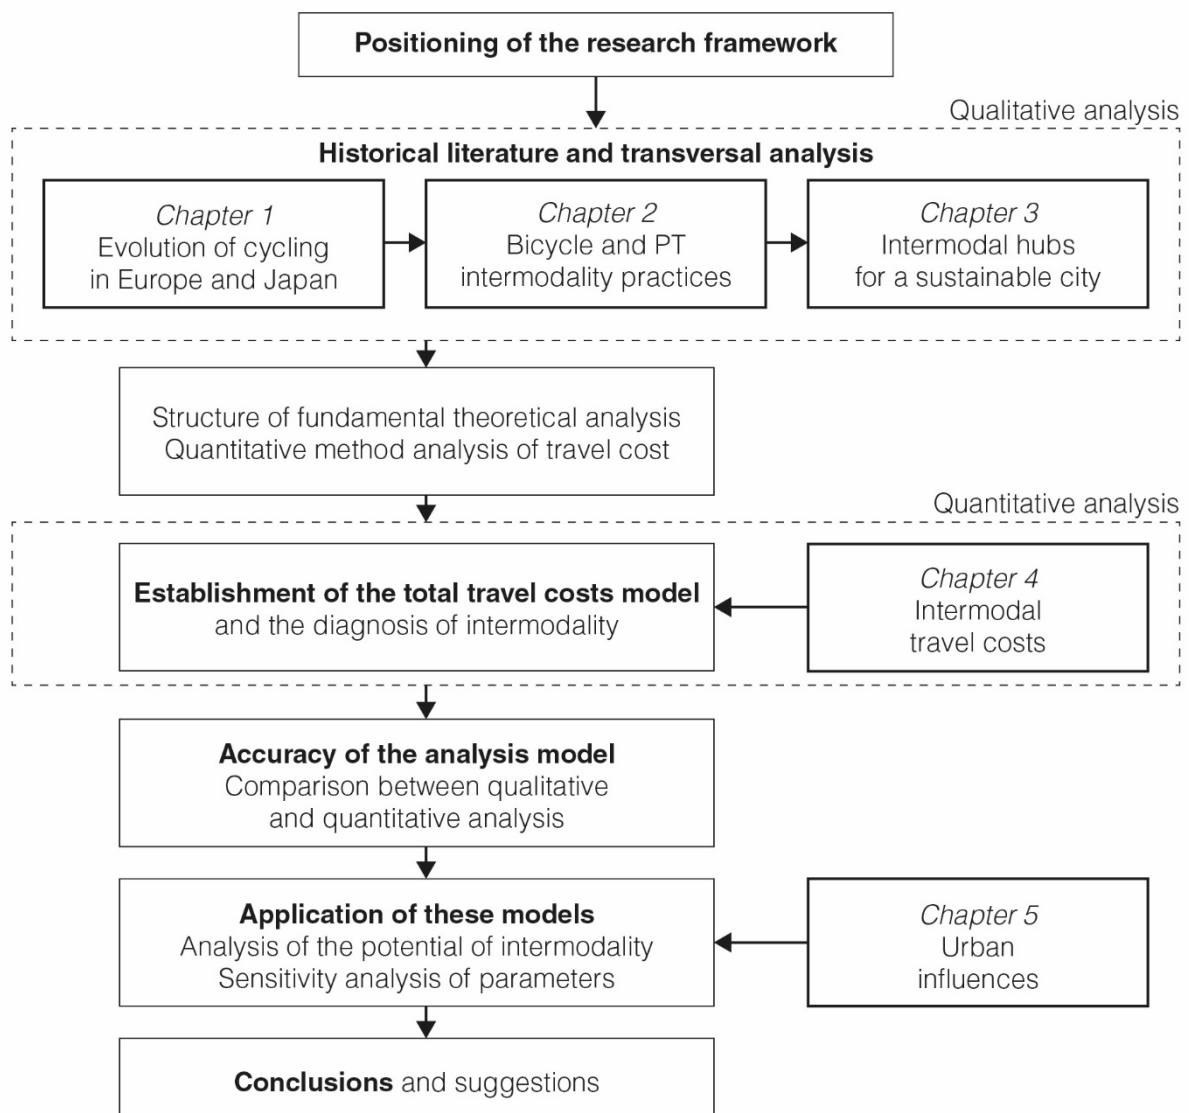 Positioning of the research framework
Qualitative analysis
Historical literature and transversal analysis
Chapter 1
Evolution of cycling
in Europe and Japan
Chapter 2
Bicycle and PT
intermodality practices
Chapter 3
Intermodal hubs
for a sustainable city
Structure of fundamental theoretical analysis
Quantitative method analysis of travel cost
Quantitative analysis
Establishment of the total travel costs model
and the diagnosis of intermodality
Chapter 4
Intermodal
travel costs
Accuracy of the analysis model
Comparison between qualitative
and quantitative analysis
Application of these models
Analysis of the potential of intermodality
Sensitivity analysis of parameters
Chapter 5
Urban
influences
Conclusions and suggestions